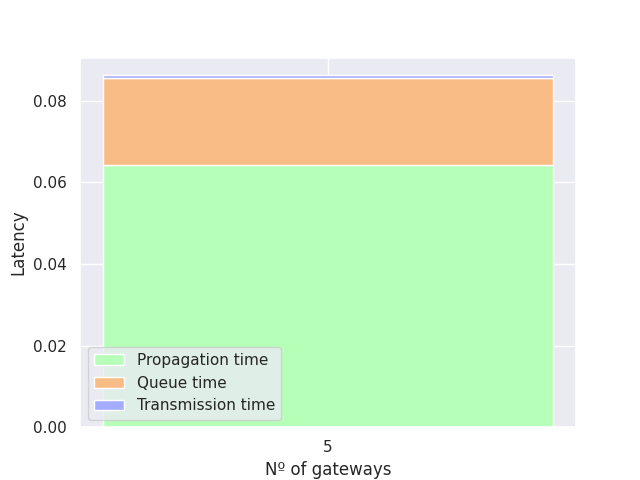 0.08
0.06
0.04
0.02
0.00
Latency
Propagation time
Queue time
Transmission time
5
Nº of gateways